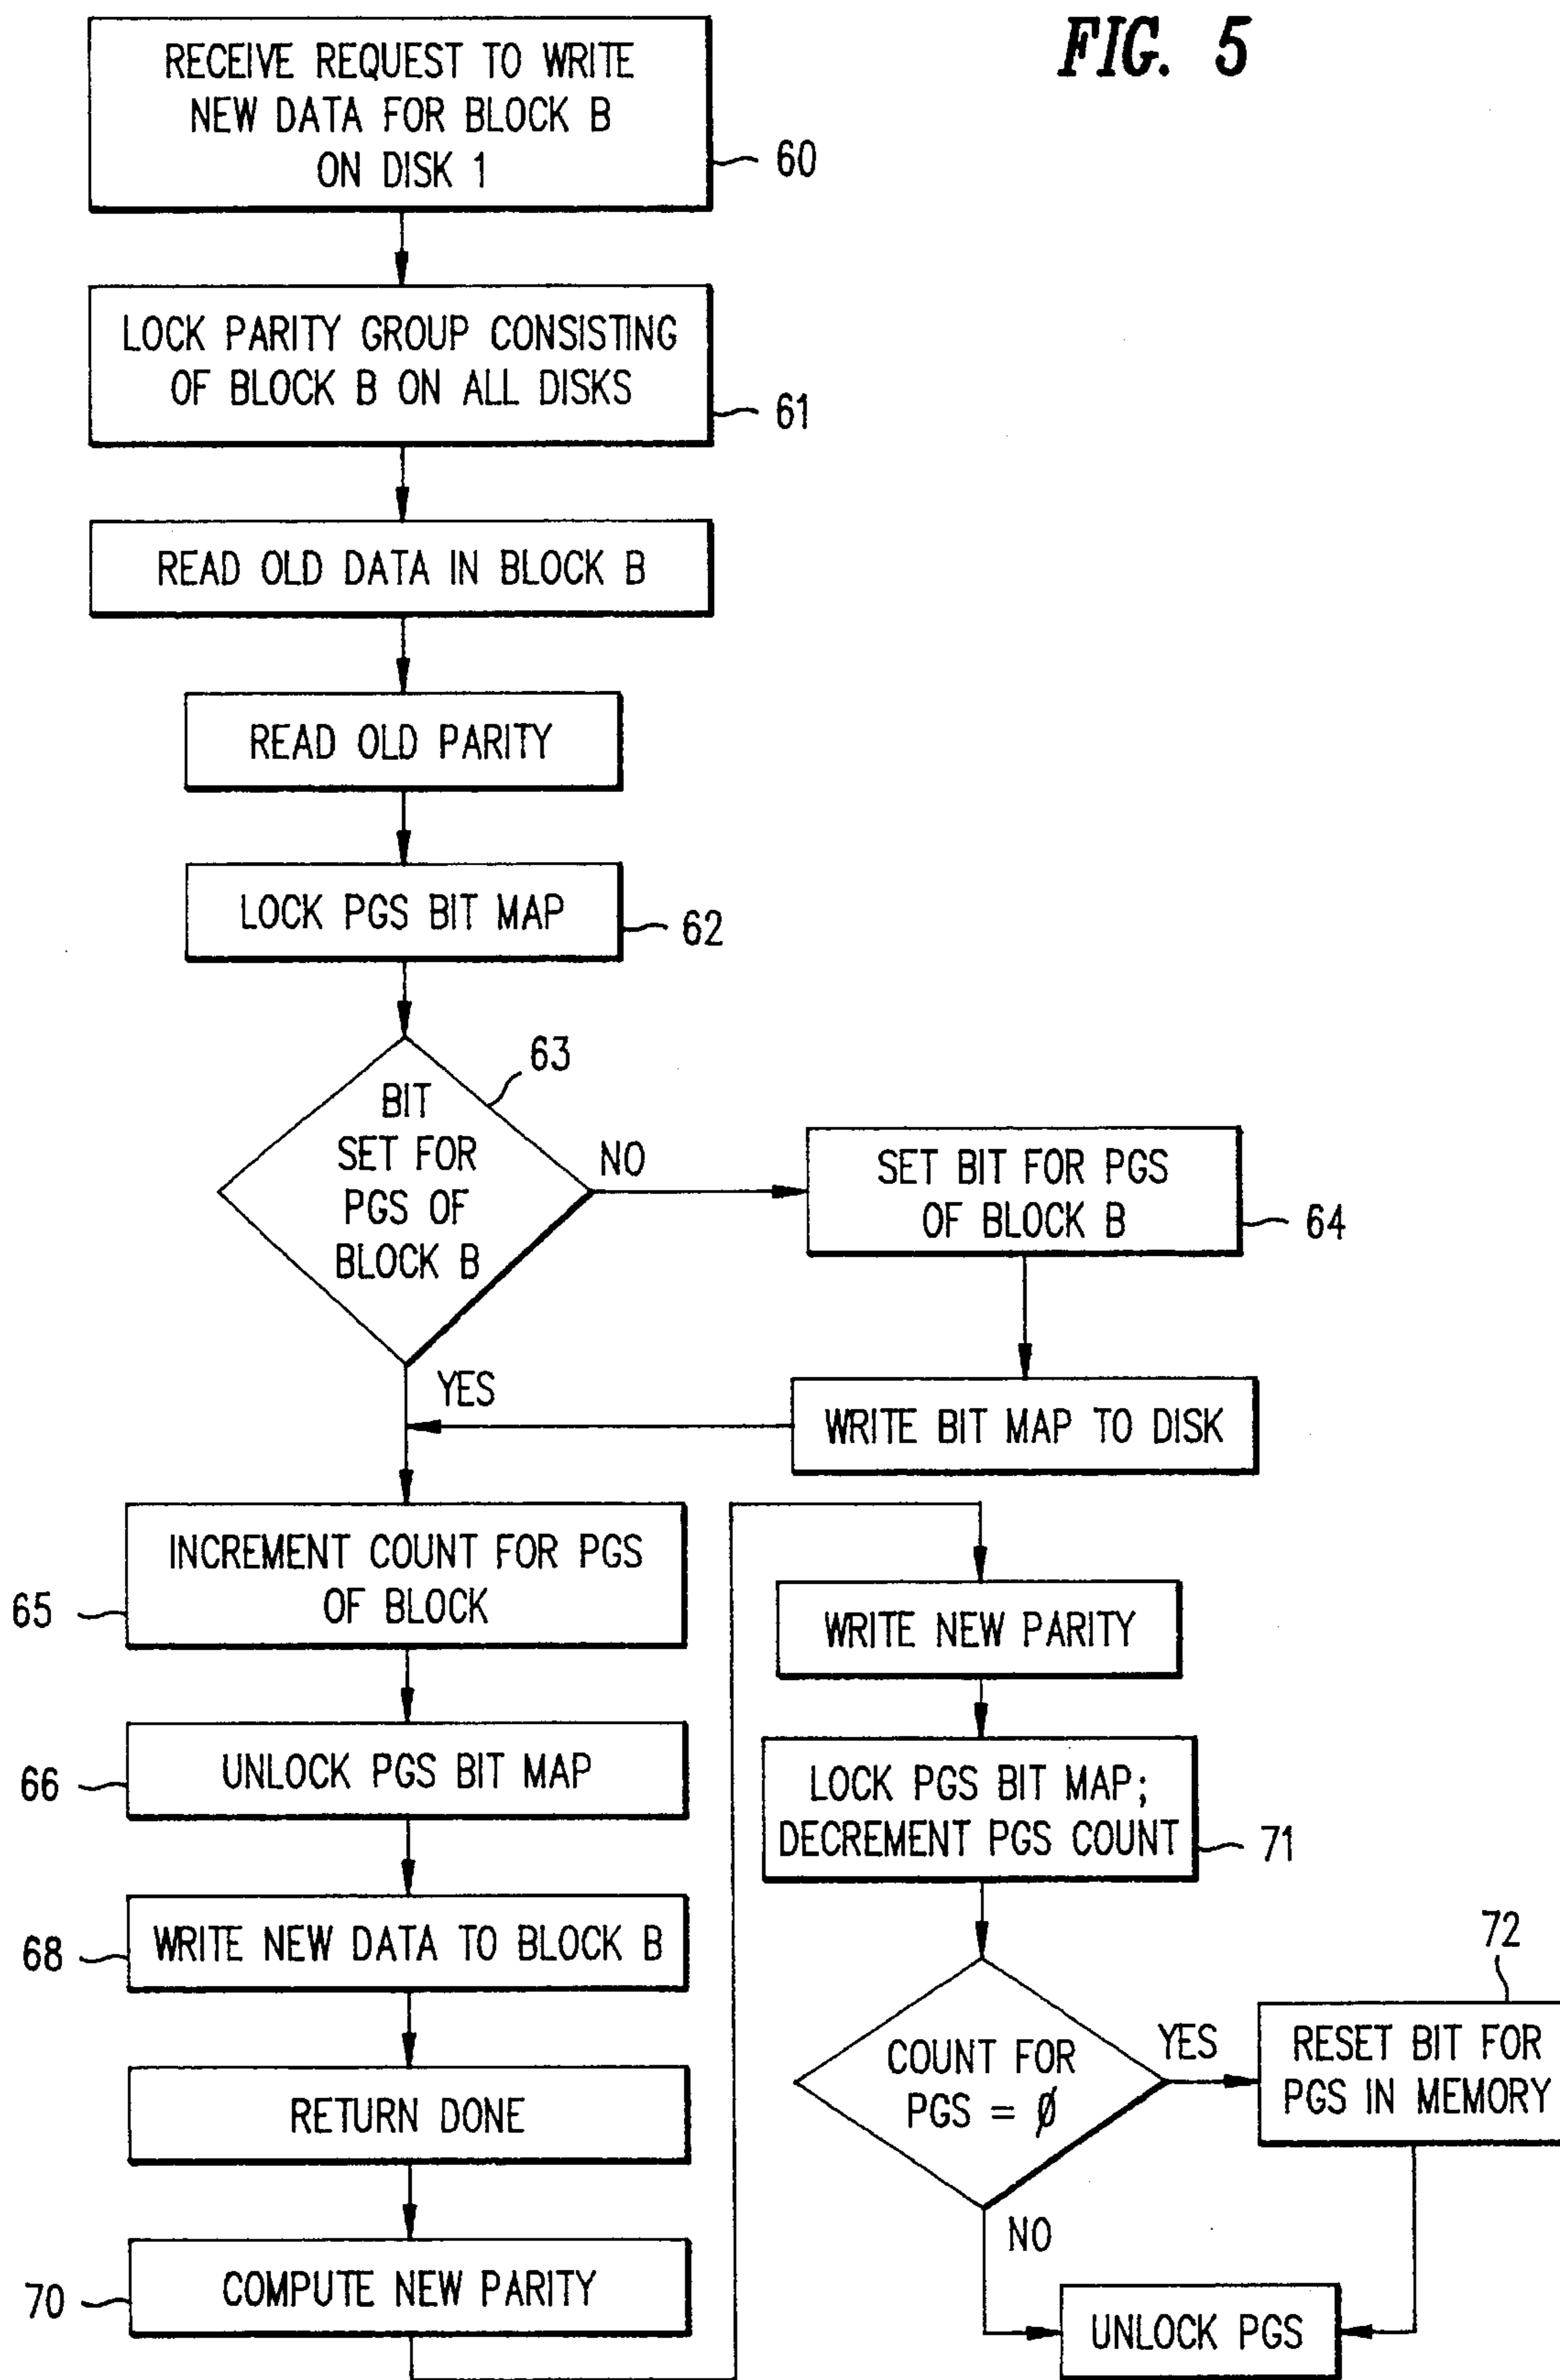 FIG. 5
RECEIVE REQUEST TO WRITE
NEW DATA FOR BLOCK B
ON DISK 1
60
LOCK PARITY GROUP CONSISTING
OF BLOCK B ON ALL DISKS
61
READ OLD DATA IN BLOCK B
READ OLD PARITY
LOCK PGS BIT MAP
62
63
BIT
SET FOR
PGS OF
BLOCK B
NO
SET BIT FOR PGS
OF BLOCK B
64
YES
WRITE BIT MAP TO DISK
INCREMENT COUNT FOR PGS
OF BLOCK
65
UNLOCK PGS BIT MAP
66
WRITE NEW DATA TO BLOCK B
68
RETURN DONE
COMPUTE NEW PARITY
70
WRITE NEW PARITY
LOCK PGS BIT MAP;
DECREMENT PGS COUNT
71
COUNT FOR
PGS = Ø
YES
72
RESET BIT FOR
PGS IN MEMORY
NO
UNLOCK PGS